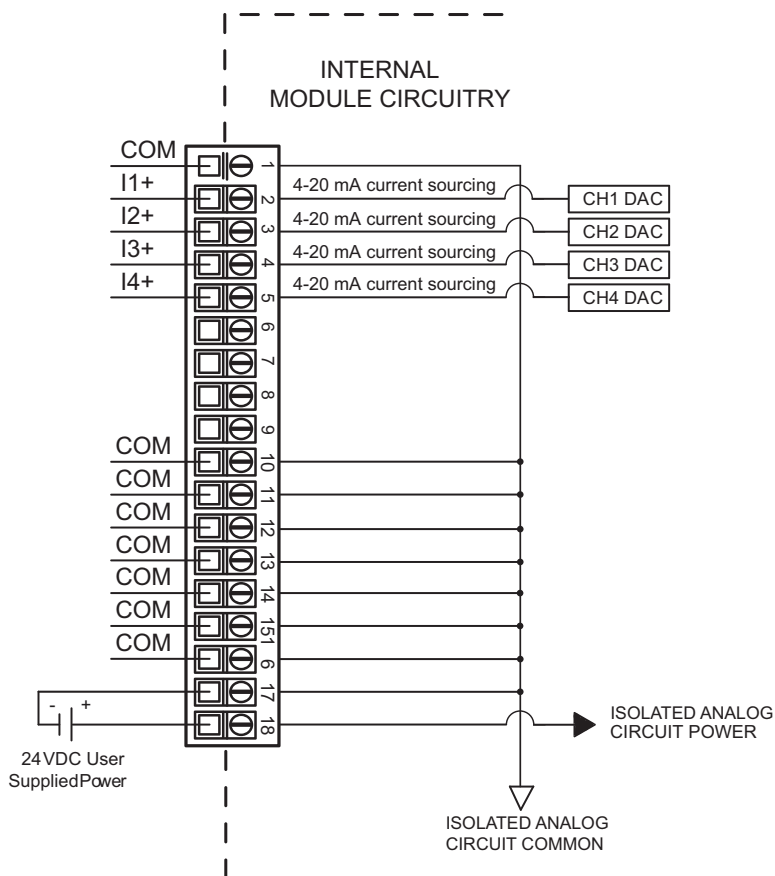 INTERNAL
MODULE CIRCUITRY
COM
1
I1+
2
4-20 mA current sourcing
CH1 DAC
I2+
3
4-20 mA current sourcing
CH2 DAC
I3+
4
4-20 mA current sourcing
CH3 DAC
I4+
5
4-20 mA current sourcing
CH4 DAC
6
7
8
9
COM
10
COM
11
COM
12
COM
13
COM
14
COM
151
COM
6
17
- +
18
24VDC User
SuppliedPower
ISOLATED ANALOG
CIRCUIT POWER
ISOLATED ANALOG
CIRCUIT COMMON